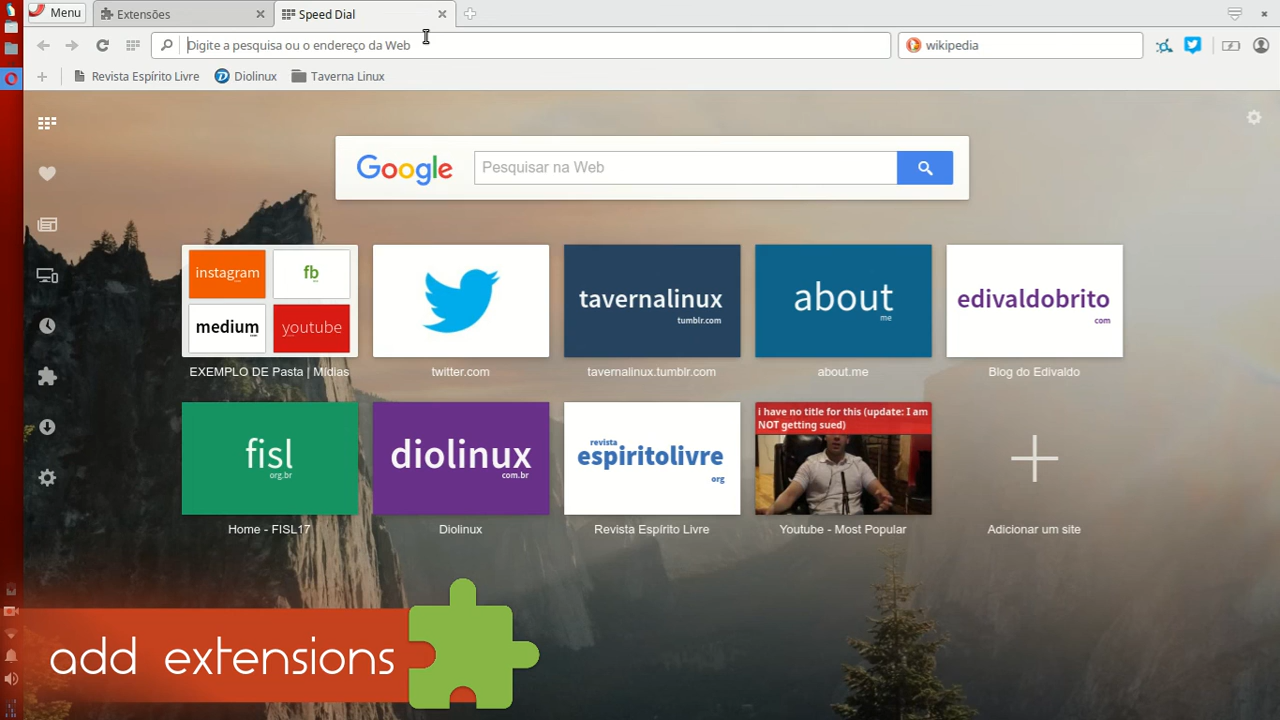 Menu
Extensões
Speed Dial
Digite a pesquisa ou o endereço da Web
wikipedia
Revista Espírito Livre
Diolinux
Taverna Linux
Google
Pesquisar na Web
instagram
fb
medium
youtube
EXEMPLO DE Pasta | Mídias
twitter.com
tavernalinux
tumblr.com
tavernalinux.tumblr.com
about
me
about.me
edivaldobrito
com
Blog do Edivaldo
fisl
org.br
Home - FISL17
diolinux
com.br
Diolinux
revista
espiritolivre
org
Revista Espírito Livre
i have no title for this (update: I am
NOT getting sued)
Youtube - Most Popular
Adicionar um site
add extensions